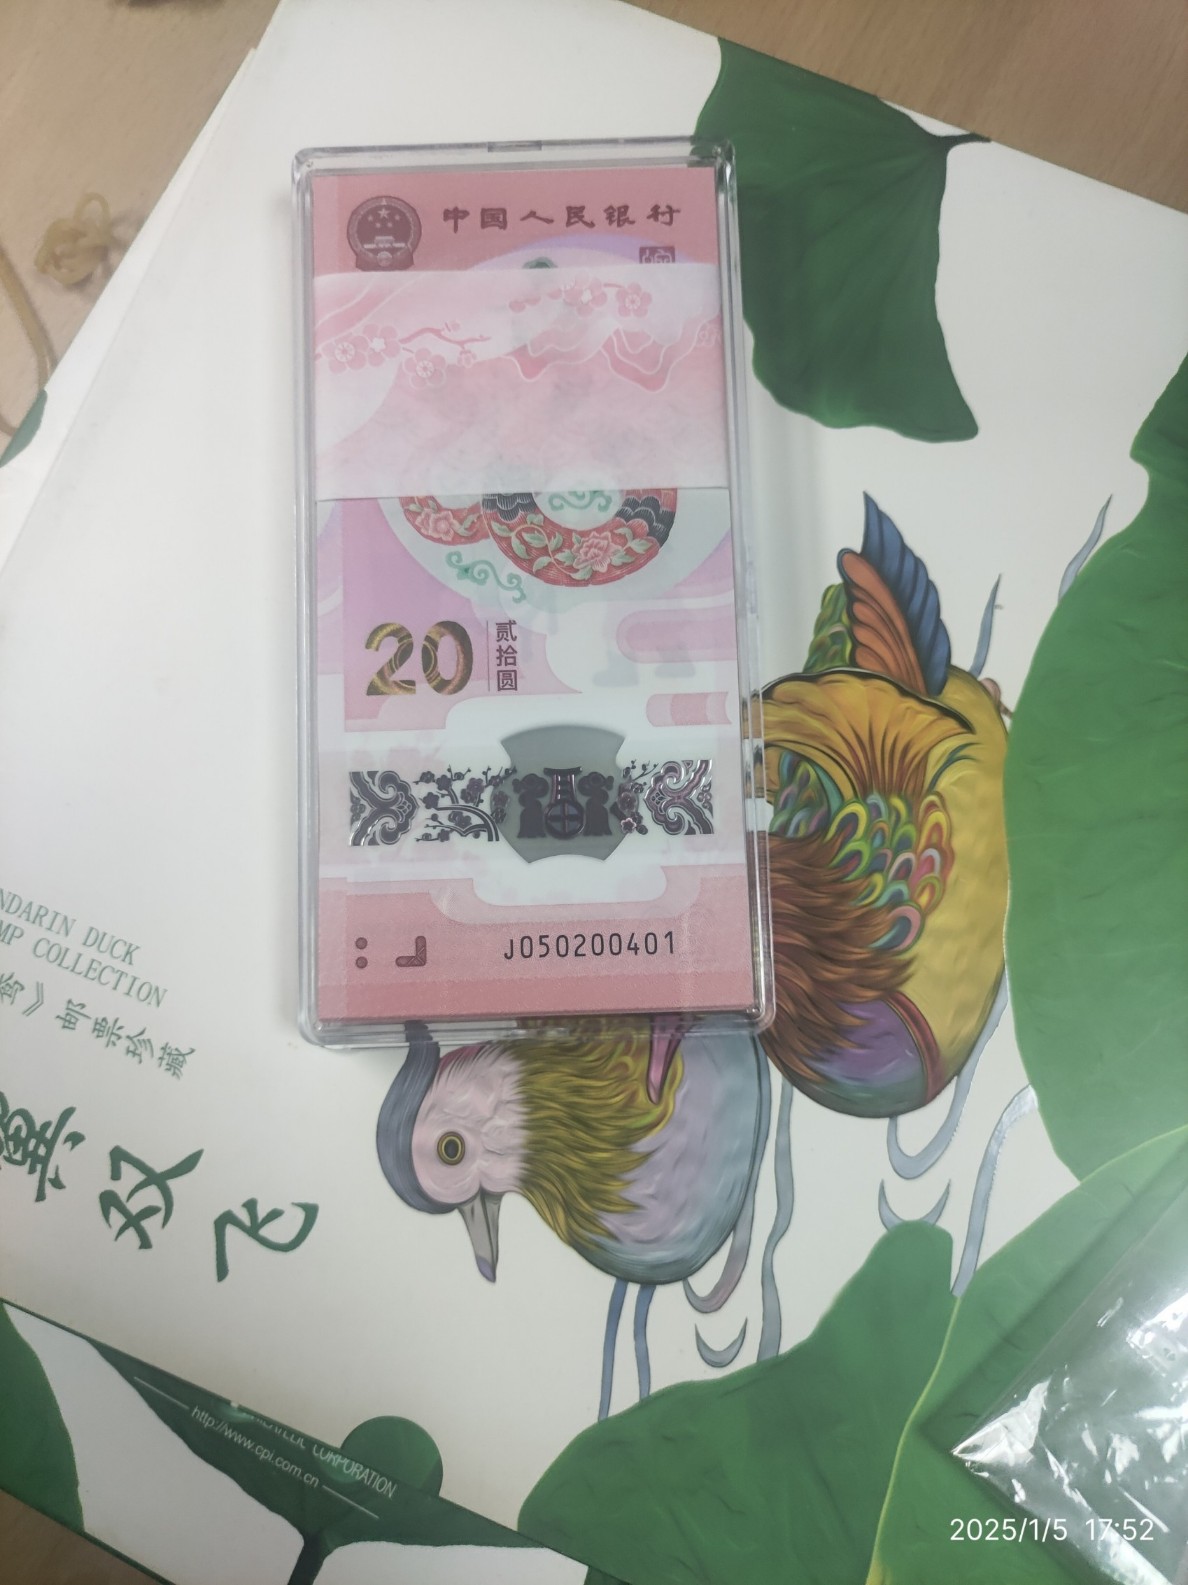 中国人民银行
20
贰拾圆
J050200401
NDARIN DUCK
MP COLLECTION
》邮票珍藏
双飞
CORPORATION
http://www.cpi.com.cn
2025/1/5 17:52